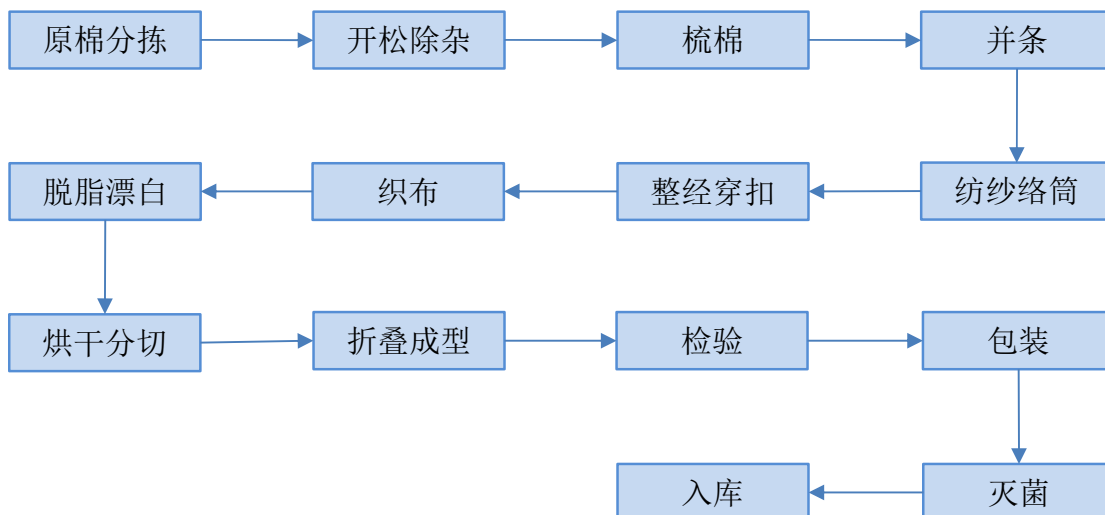 原棉分拣
开松除杂
梳棉
并条
纺纱络筒
整经穿扣
织布
脱脂漂白
烘干分切
折叠成型
检验
包装
灭菌
入库